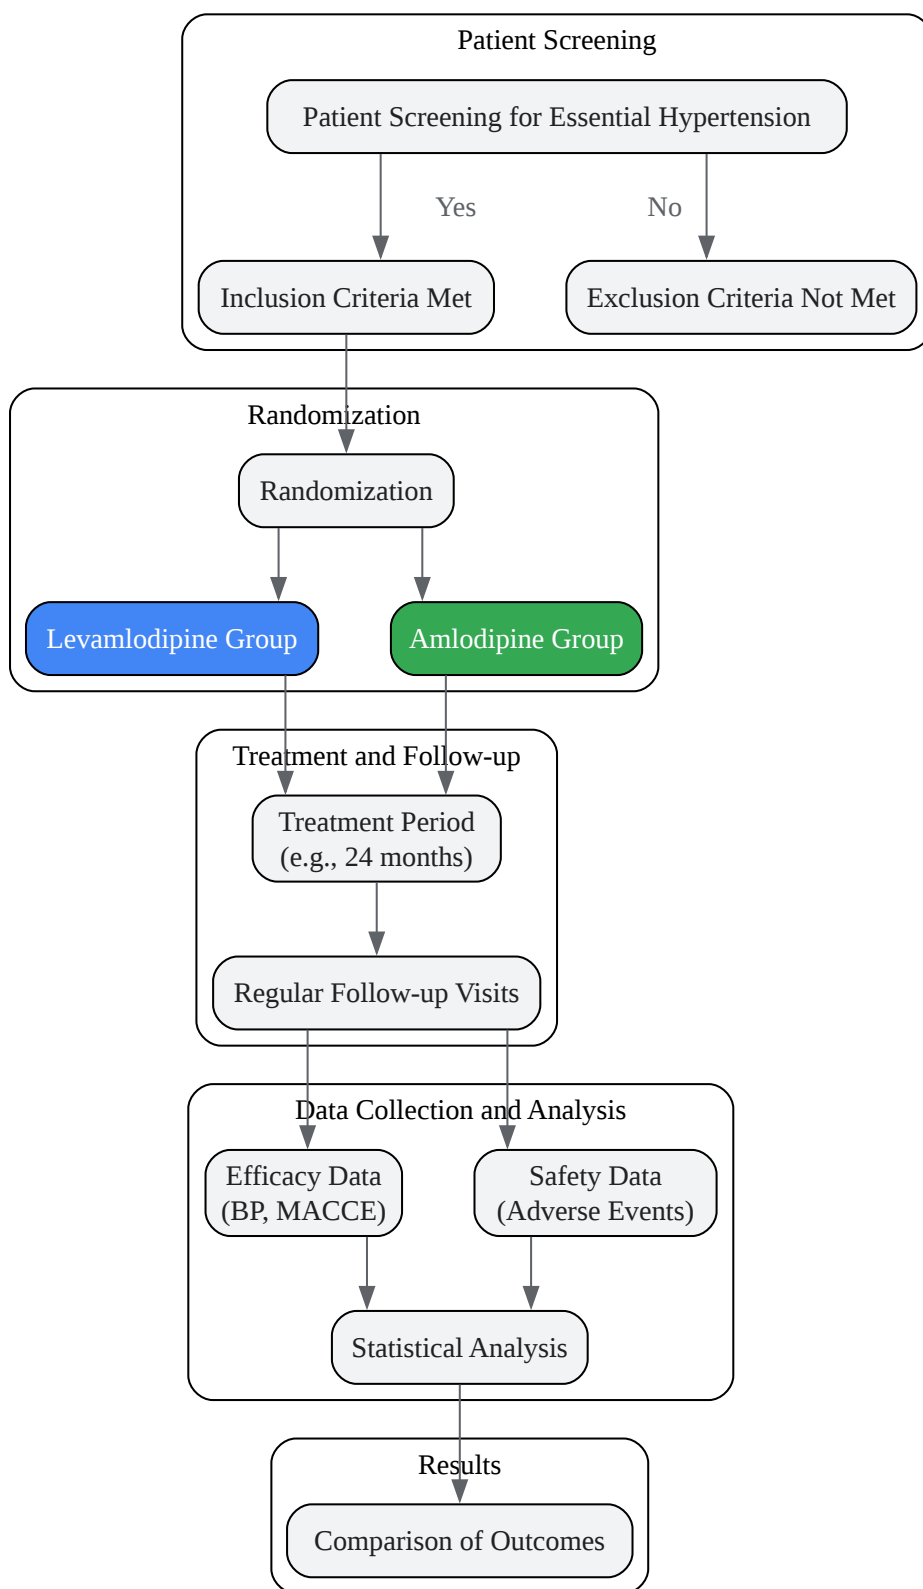 Patient Screening
Patient Screening for Essential Hypertension
Yes
No
Inclusion Criteria Met
Exclusion Criteria Not Met
Randomization
Randomization
Levamlodipine Group
Amlodipine Group
Treatment and Follow-up
Treatment Period
(e.g., 24 months)
Regular Follow-up Visits
Data Collection and Analysis
Efficacy Data
(BP, MACCE)
Safety Data
(Adverse Events)
Statistical Analysis
Results
Comparison of Outcomes